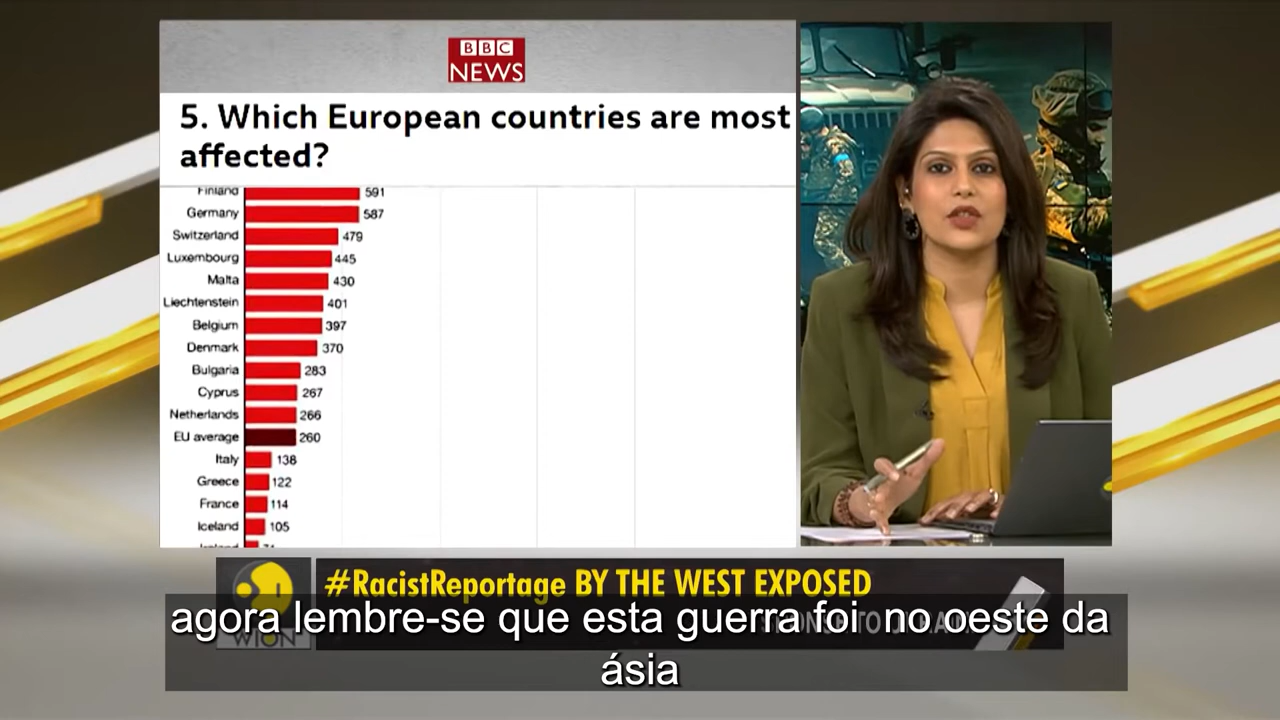 BBC
NEWS
5. Which European countries are most
affected?
Finland 591
Germany 587
Switzerland 479
Luxembourg 445
Malta 430
Liechtenstein 401
Belgium 397
Denmark 370
Bulgaria 283
Cyprus 267
Netherlands 266
EU average 260
Italy 138
Greece 122
France 114
Iceland 105
#RacistReportage BY THE WEST EXPOSED
WION
agora lembre-se que esta guerra foi no oeste da
ásia